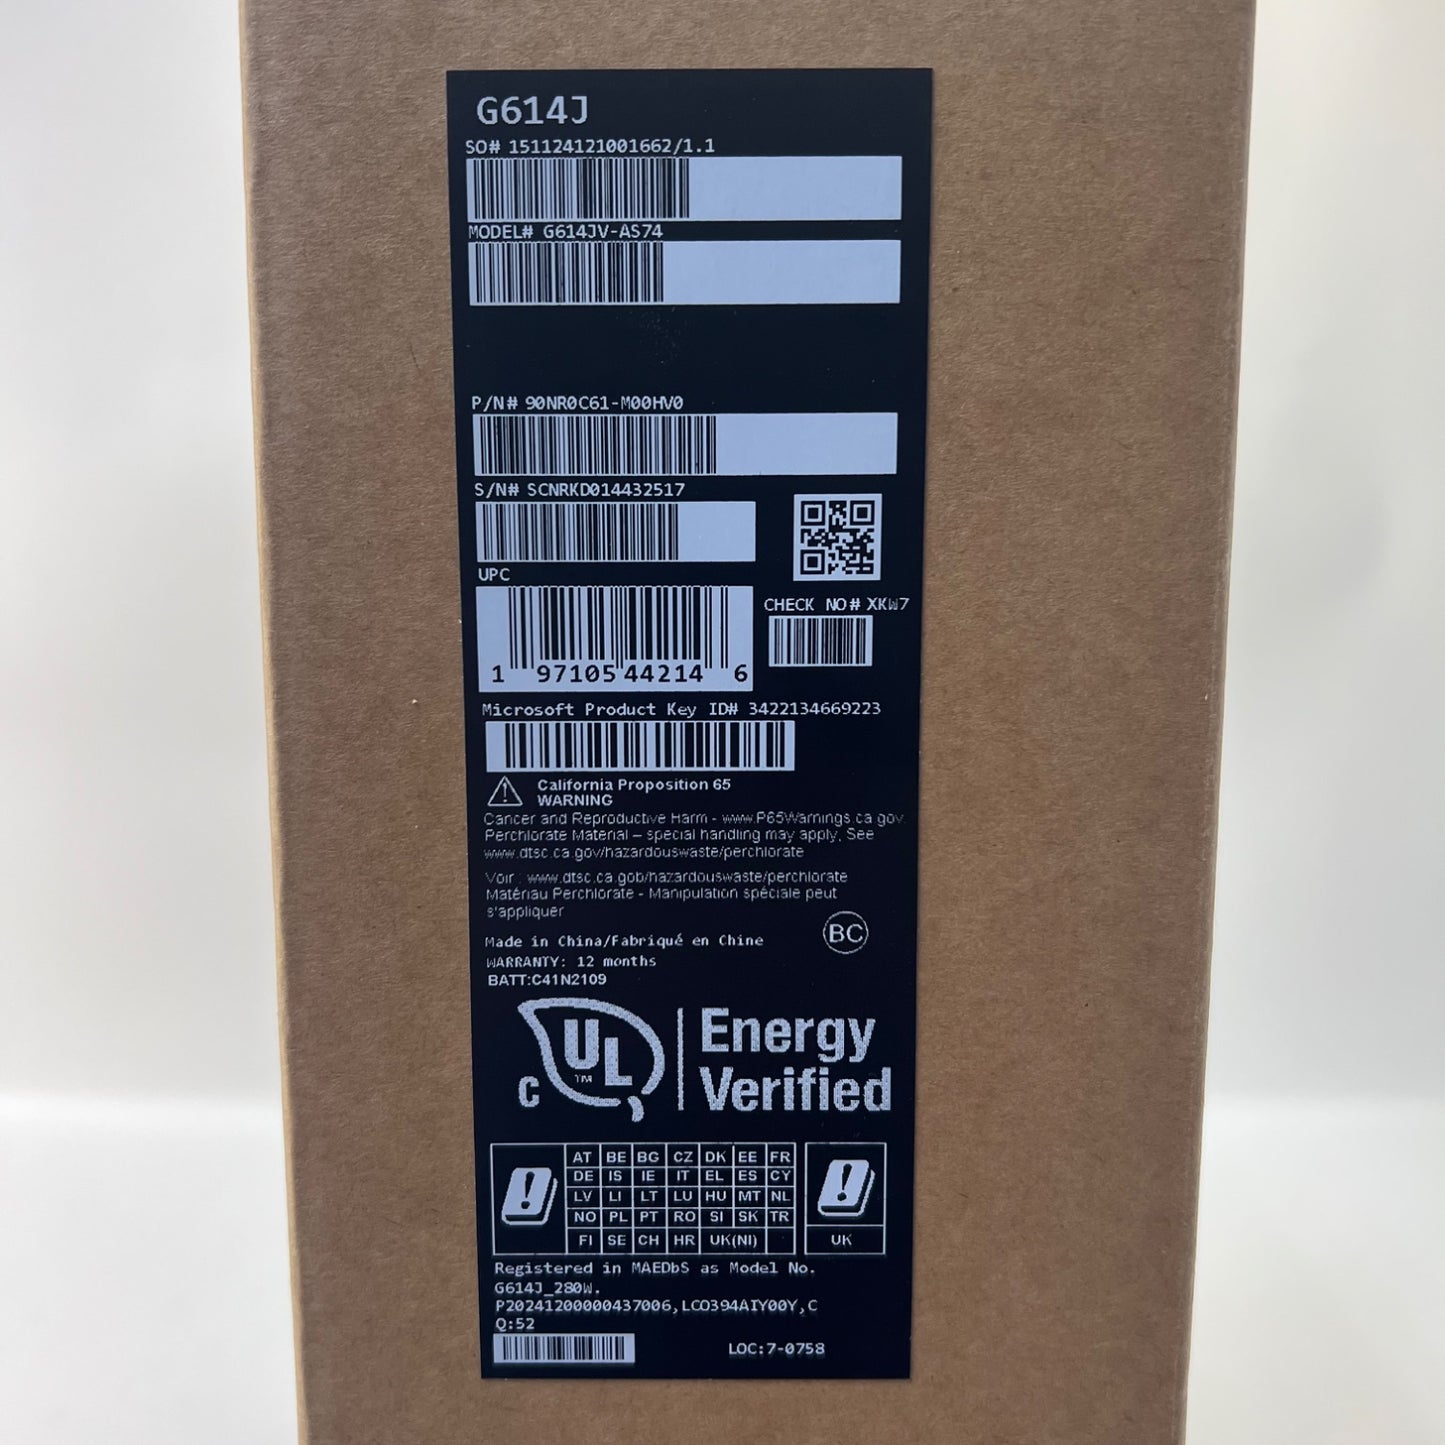 G614J
SO# 151124121001662/1.1
MODEL# G614JV-AS74
P/N# 90NR0C61-M00HV0
S/N# SCNRKD014432517
UPC
CHECK NO# XKW7
1 97105 44214 6
Microsoft Product Key ID# 3422134669223
California Proposition 65
WARNING
Cancer and Reproductive Harm - www.P65Warnings.ca.gov.
Perchlorate Material – special handling may apply, See
www.dtsc.ca.gov/hazardouswaste/perchlorate
Voir : www.dtsc.ca.gob/hazardouswaste/perchlorate
Matériau Perchlorate - Manipulation spéciale peut
s'appliquer
BC
Made in China/Fabriqué en Chine
WARRANTY: 12 months
BATT:C41N2109
C UL TM
Energy
Verified
AT BE BG CZ DK EE FR
DE IS IE IT EL ES CY
LV LI LT LU HU MT NL
NO PL PT RO SI SK TR
FI SE CH HR UK(NI)
UK
Registered in MAEDbS as Model No.
G614J_280W.
P20241200000437006,LCO394AIY00Y,C
Q:52
LOC:7-0758